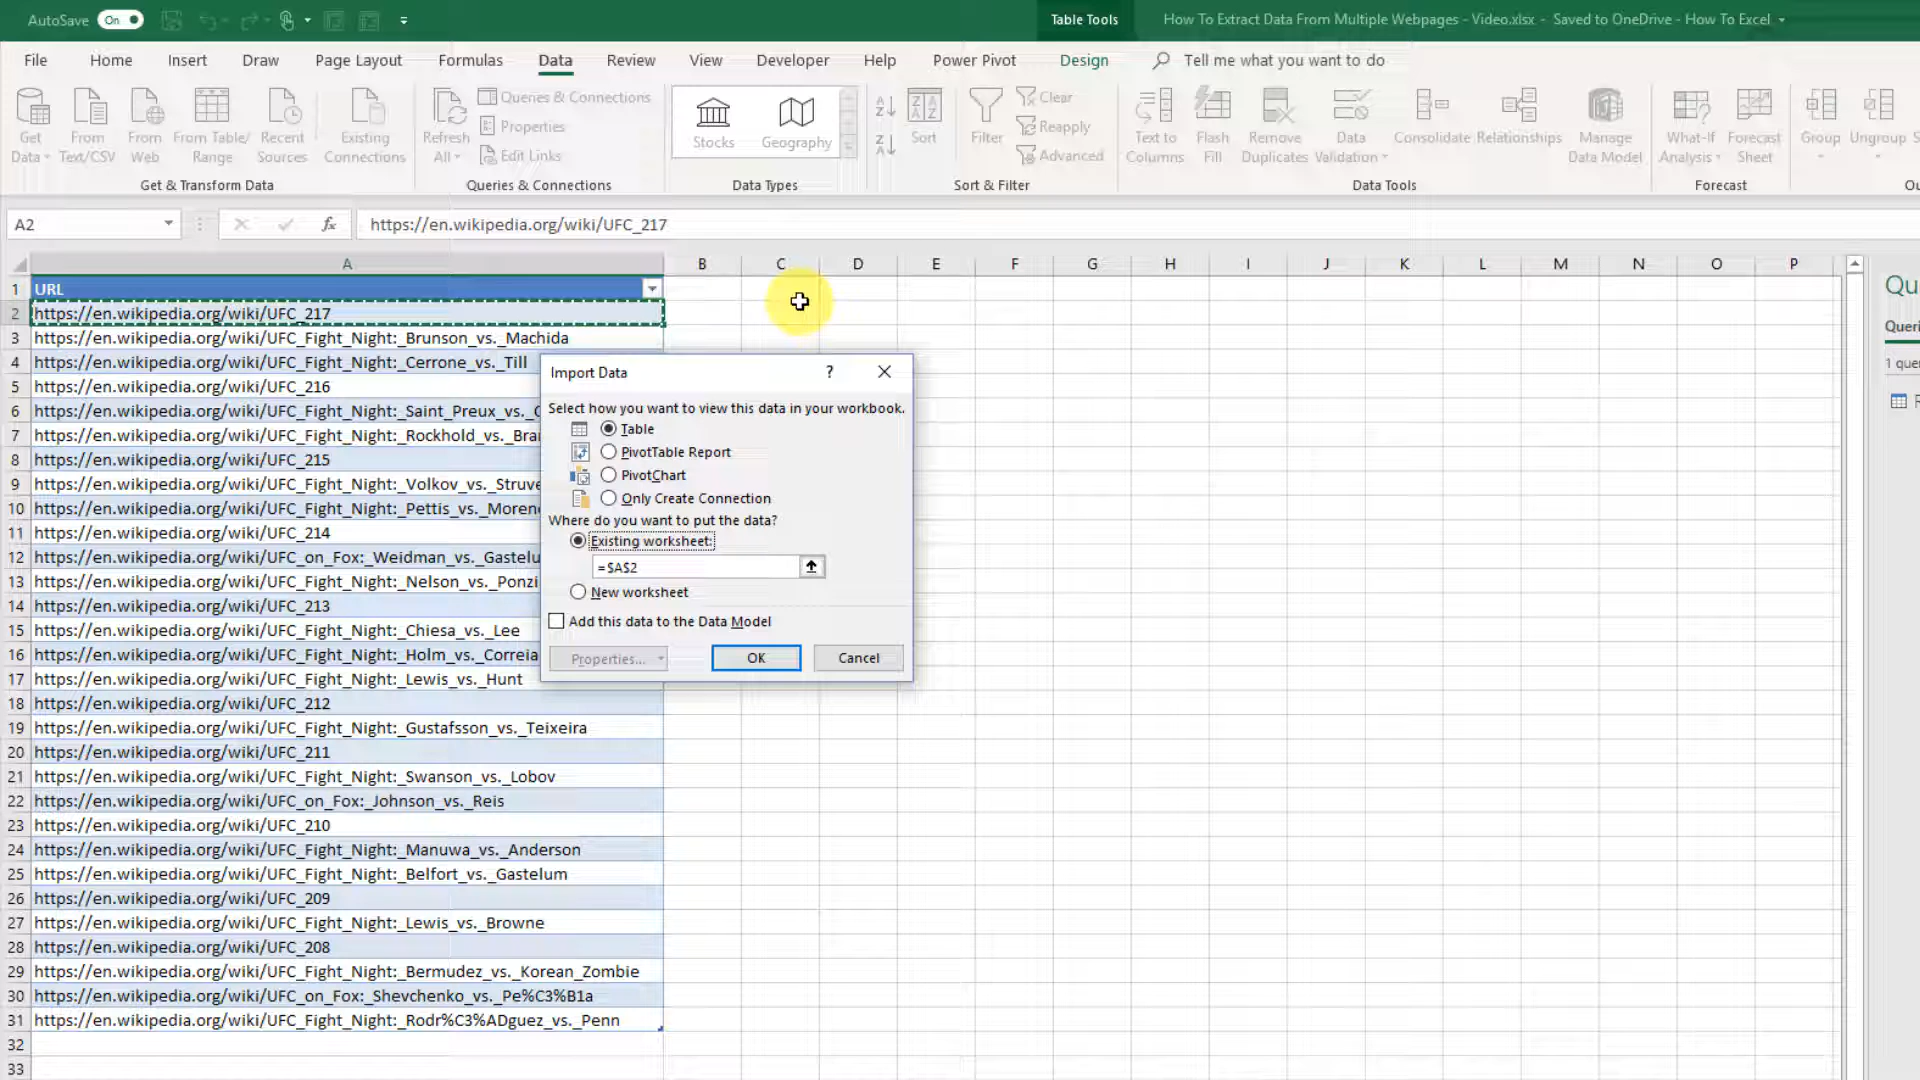 AutoSave On
Table Tools
How To Extract Data From Multiple Webpages - Video.xlsx - Saved to OneDrive - How To Excel
File Home Insert Draw Page Layout Formulas Data Review View Developer Help Power Pivot Design Tell me what you want to do
Get Data
From Text/CSV
From Web
From Table/ Range
Recent Sources
Existing Connections
Get & Transform Data
Refresh All
Queries & Connections
Properties
Edit Links
Queries & Connections
Stocks
Geography
Data Types
Sort
Filter
Clear
Reapply
Advanced
Sort & Filter
Text to Columns
Flash Fill
Remove Duplicates
Data Validation
Consolidate
Relationships
Manage Data Model
Data Tools
What-If Analysis
Forecast Sheet
Forecast
Group
Ungroup
A2
fx
https://en.wikipedia.org/wiki/UFC_217
A B C D E F G H I J K L M N O P
1 URL
2 https://en.wikipedia.org/wiki/UFC_217
3 https://en.wikipedia.org/wiki/UFC_Fight_Night:_Brunson_vs._Machida
4 https://en.wikipedia.org/wiki/UFC_Fight_Night:_Cerrone_vs._Till
5 https://en.wikipedia.org/wiki/UFC_216
6 https://en.wikipedia.org/wiki/UFC_Fight_Night:_Saint_Preux_vs._
7 https://en.wikipedia.org/wiki/UFC_Fight_Night:_Rockhold_vs._Bra
8 https://en.wikipedia.org/wiki/UFC_215
9 https://en.wikipedia.org/wiki/UFC_Fight_Night:_Volkov_vs._Struve
10 https://en.wikipedia.org/wiki/UFC_Fight_Night:_Pettis_vs._Moren
11 https://en.wikipedia.org/wiki/UFC_214
12 https://en.wikipedia.org/wiki/UFC_on_Fox:_Weidman_vs._Gastelu
13 https://en.wikipedia.org/wiki/UFC_Fight_Night:_Nelson_vs._Ponzi
14 https://en.wikipedia.org/wiki/UFC_213
15 https://en.wikipedia.org/wiki/UFC_Fight_Night:_Chiesa_vs._Lee
16 https://en.wikipedia.org/wiki/UFC_Fight_Night:_Holm_vs._Correia
17 https://en.wikipedia.org/wiki/UFC_Fight_Night:_Lewis_vs._Hunt
18 https://en.wikipedia.org/wiki/UFC_212
19 https://en.wikipedia.org/wiki/UFC_Fight_Night:_Gustafsson_vs._Teixeira
20 https://en.wikipedia.org/wiki/UFC_211
21 https://en.wikipedia.org/wiki/UFC_Fight_Night:_Swanson_vs._Lobov
22 https://en.wikipedia.org/wiki/UFC_on_Fox:_Johnson_vs._Reis
23 https://en.wikipedia.org/wiki/UFC_210
24 https://en.wikipedia.org/wiki/UFC_Fight_Night:_Manuwa_vs._Anderson
25 https://en.wikipedia.org/wiki/UFC_Fight_Night:_Belfort_vs._Gastelum
26 https://en.wikipedia.org/wiki/UFC_209
27 https://en.wikipedia.org/wiki/UFC_Fight_Night:_Lewis_vs._Browne
28 https://en.wikipedia.org/wiki/UFC_208
29 https://en.wikipedia.org/wiki/UFC_Fight_Night:_Bermudez_vs._Korean_Zombie
30 https://en.wikipedia.org/wiki/UFC_on_Fox:_Shevchenko_vs._Pe%C3%B1a
31 https://en.wikipedia.org/wiki/UFC_Fight_Night:_Rodr%C3%ADguez_vs._Penn
32
33
Import Data ?
Select how you want to view this data in your workbook.
Table
PivotTable Report
PivotChart
Only Create Connection
Where do you want to put the data?
Existing worksheet:
=$A$2
New worksheet
Add this data to the Data Model
Properties...
OK
Cancel
Qu
Queri
1 quer